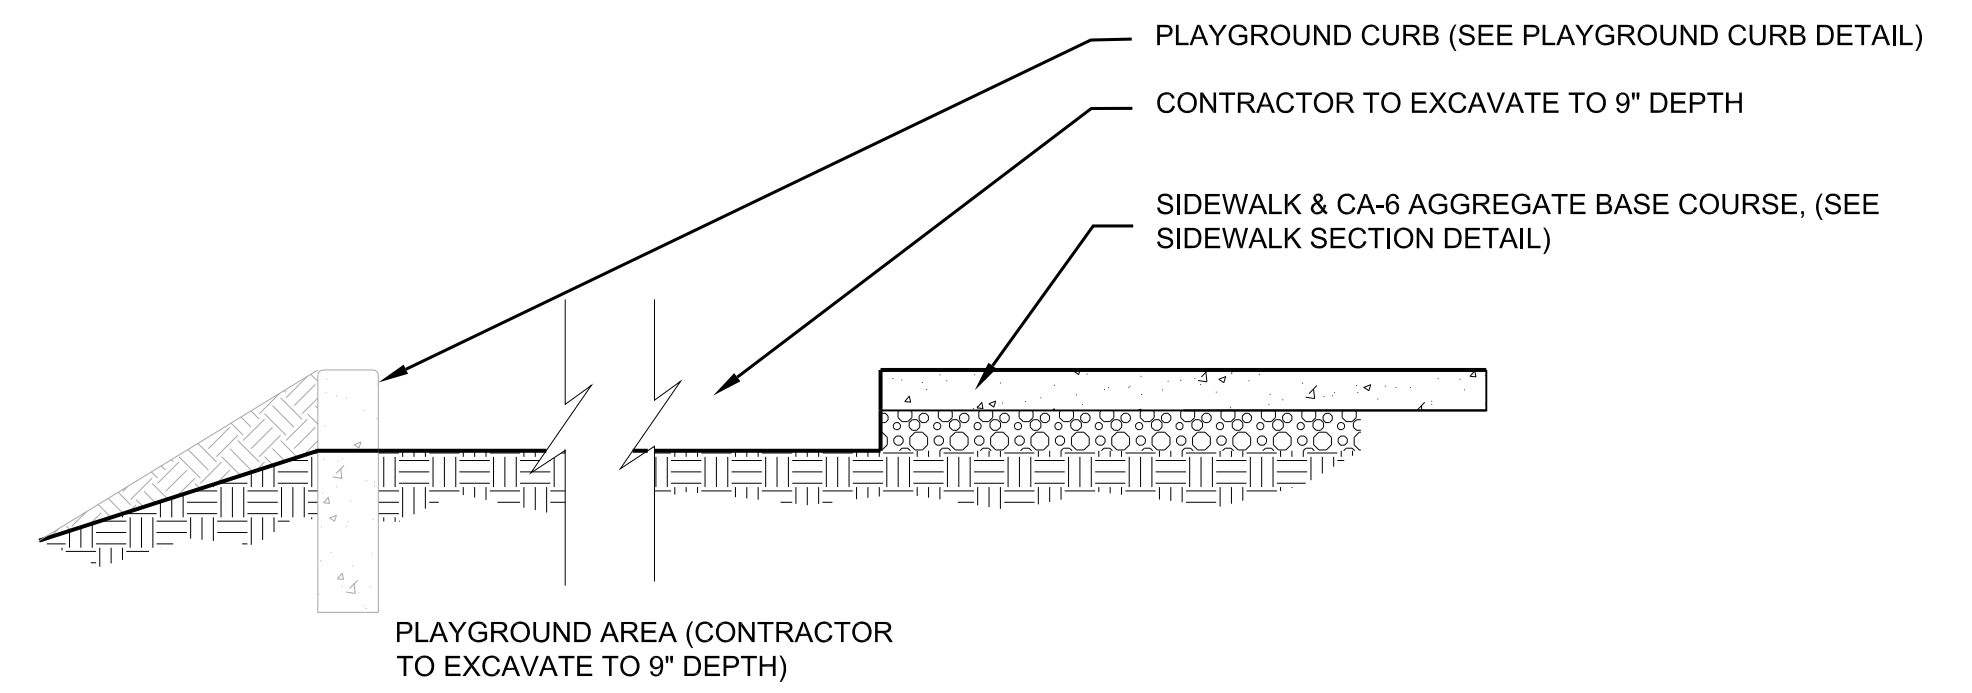 PLAYGROUND CURB (SEE PLAYGROUND CURB DETAIL)
CONTRACTOR TO EXCAVATE TO 9" DEPTH
SIDEWALK & CA-6 AGGREGATE BASE COURSE, (SEE
SIDEWALK SECTION DETAIL)
PLAYGROUND AREA (CONTRACTOR
TO EXCAVATE TO 9" DEPTH)